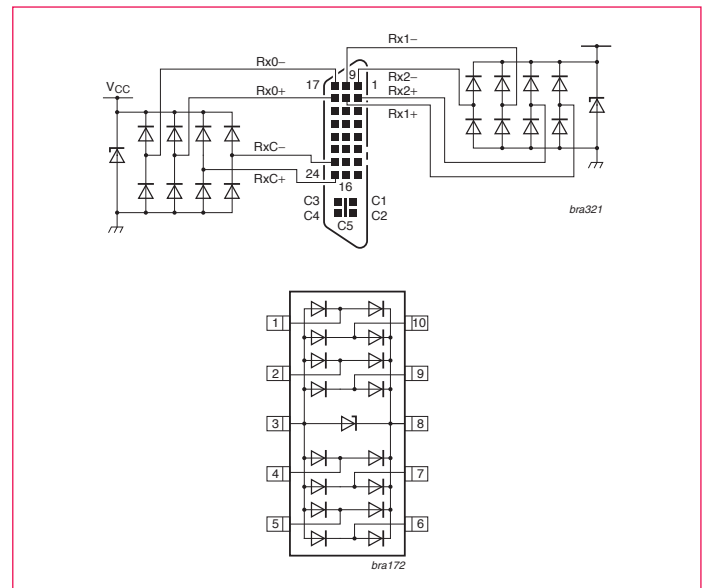 Rx1−
Rx0− 9 Rx2−
VCC 17 1
Rx0+ Rx2+
Rx1+
RxC−
RxC+ 24
16
C3 C1
C4 C2
C5
bra321
1 10
2 9
3 8
4 7
5 6
bra172